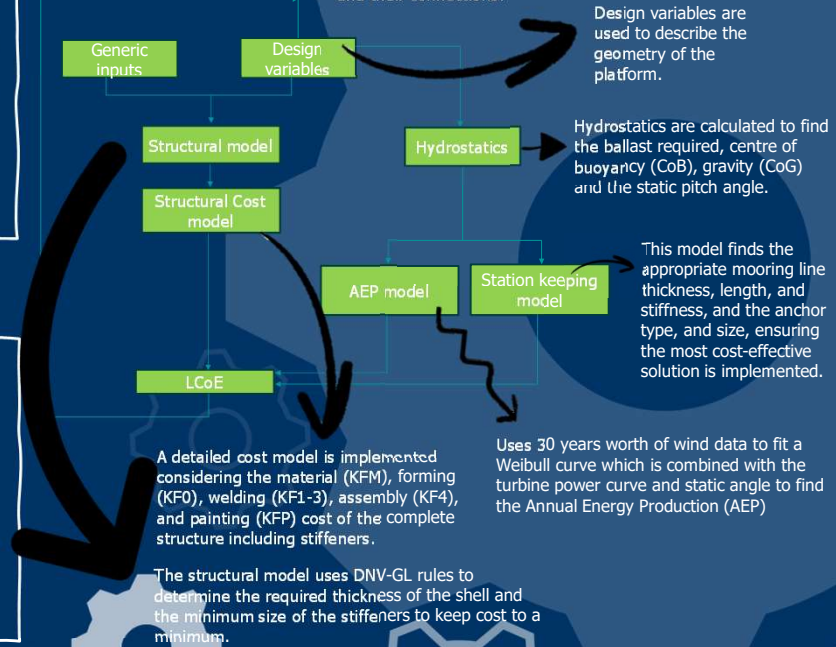 Design variables are
used to describe the
geometry of the
platform.
Generic
inputs
Design
variables
Structural model
Hydrostatics
Hydrostatics are calculated to find
the ballast required, centre of
buoyancy (CoB), gravity (CoG)
and the static pitch angle.
Structural Cost
model
AEP model
Station keeping
model
This model finds the
appropriate mooring line
thickness, length, and
stiffness, and the anchor
type, and size, ensuring
the most cost-effective
solution is implemented.
LCoE
A detailed cost model is implemented
considering the material (KFM), forming
(KF0), welding (KF1-3), assembly (KF4),
and painting (KFP) cost of the complete
structure including stiffeners.
Uses 30 years worth of wind data to fit a
Weibull curve which is combined with the
turbine power curve and static angle to find
the Annual Energy Production (AEP)
The structural model uses DNV-GL rules to
determine the required thickness of the shell and
the minimum size of the stiffeners to keep cost to a
minimum.